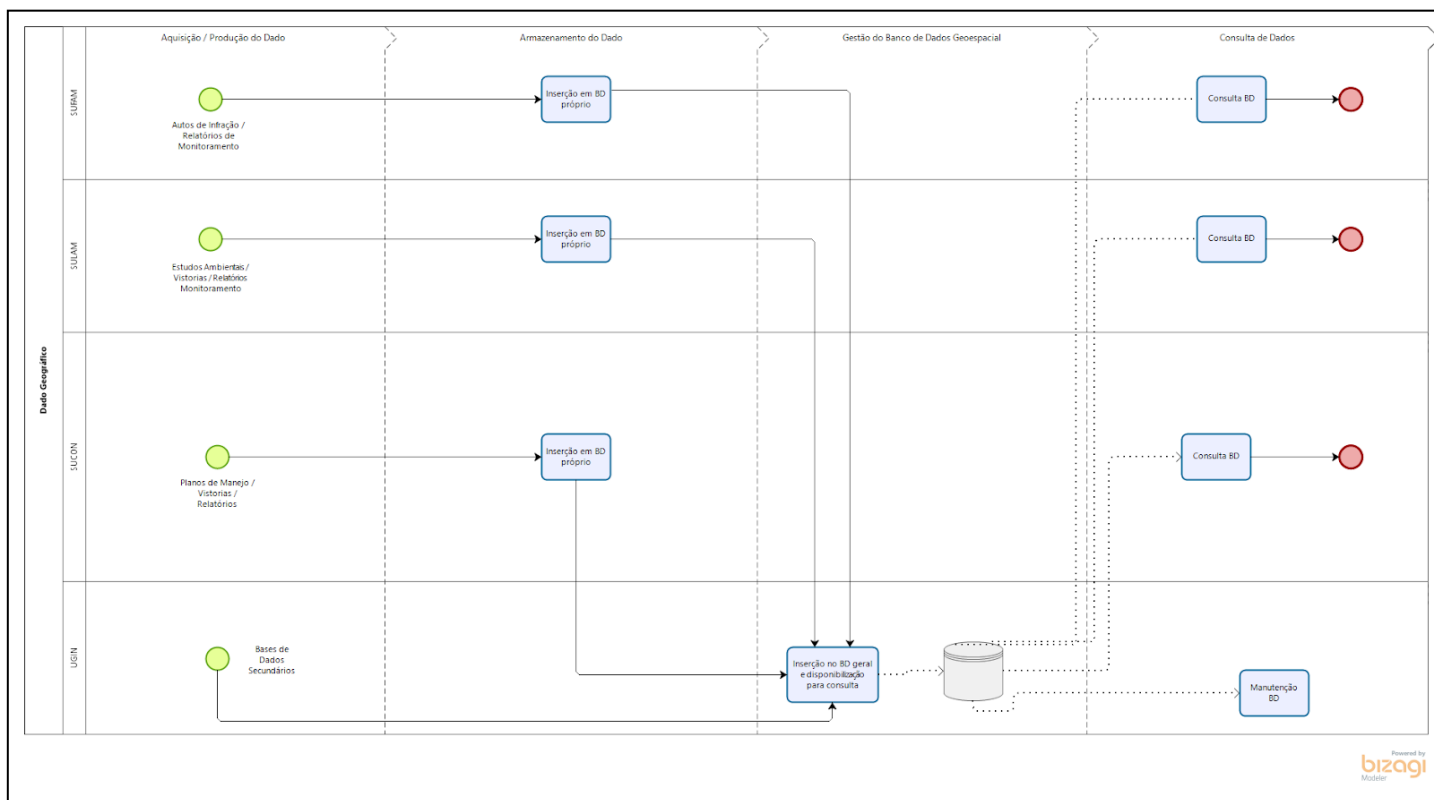 Aquisição / Produção do Dado
Armazenamento do Dado
Gestão do Banco de Dados Geoespacial
Consulta de Dados
Dado Geográfico
SUFAM
Autos de Infração /
Relatórios de
Monitoramento
Inserção em BD
próprio
Consulta BD
SULAM
Estudos Ambientais /
Vistorias / Relatórios
Monitoramento
Inserção em BD
próprio
Consulta BD
SUCON
Planos de Manejo /
Vistorias /
Relatórios
Inserção em BD
próprio
Consulta BD
UGIN
Bases de
Dados
Secundários
Inserção no BD geral
e disponibilização
para consulta
Manutenção
BD
Powered by
bizagi
Modeler